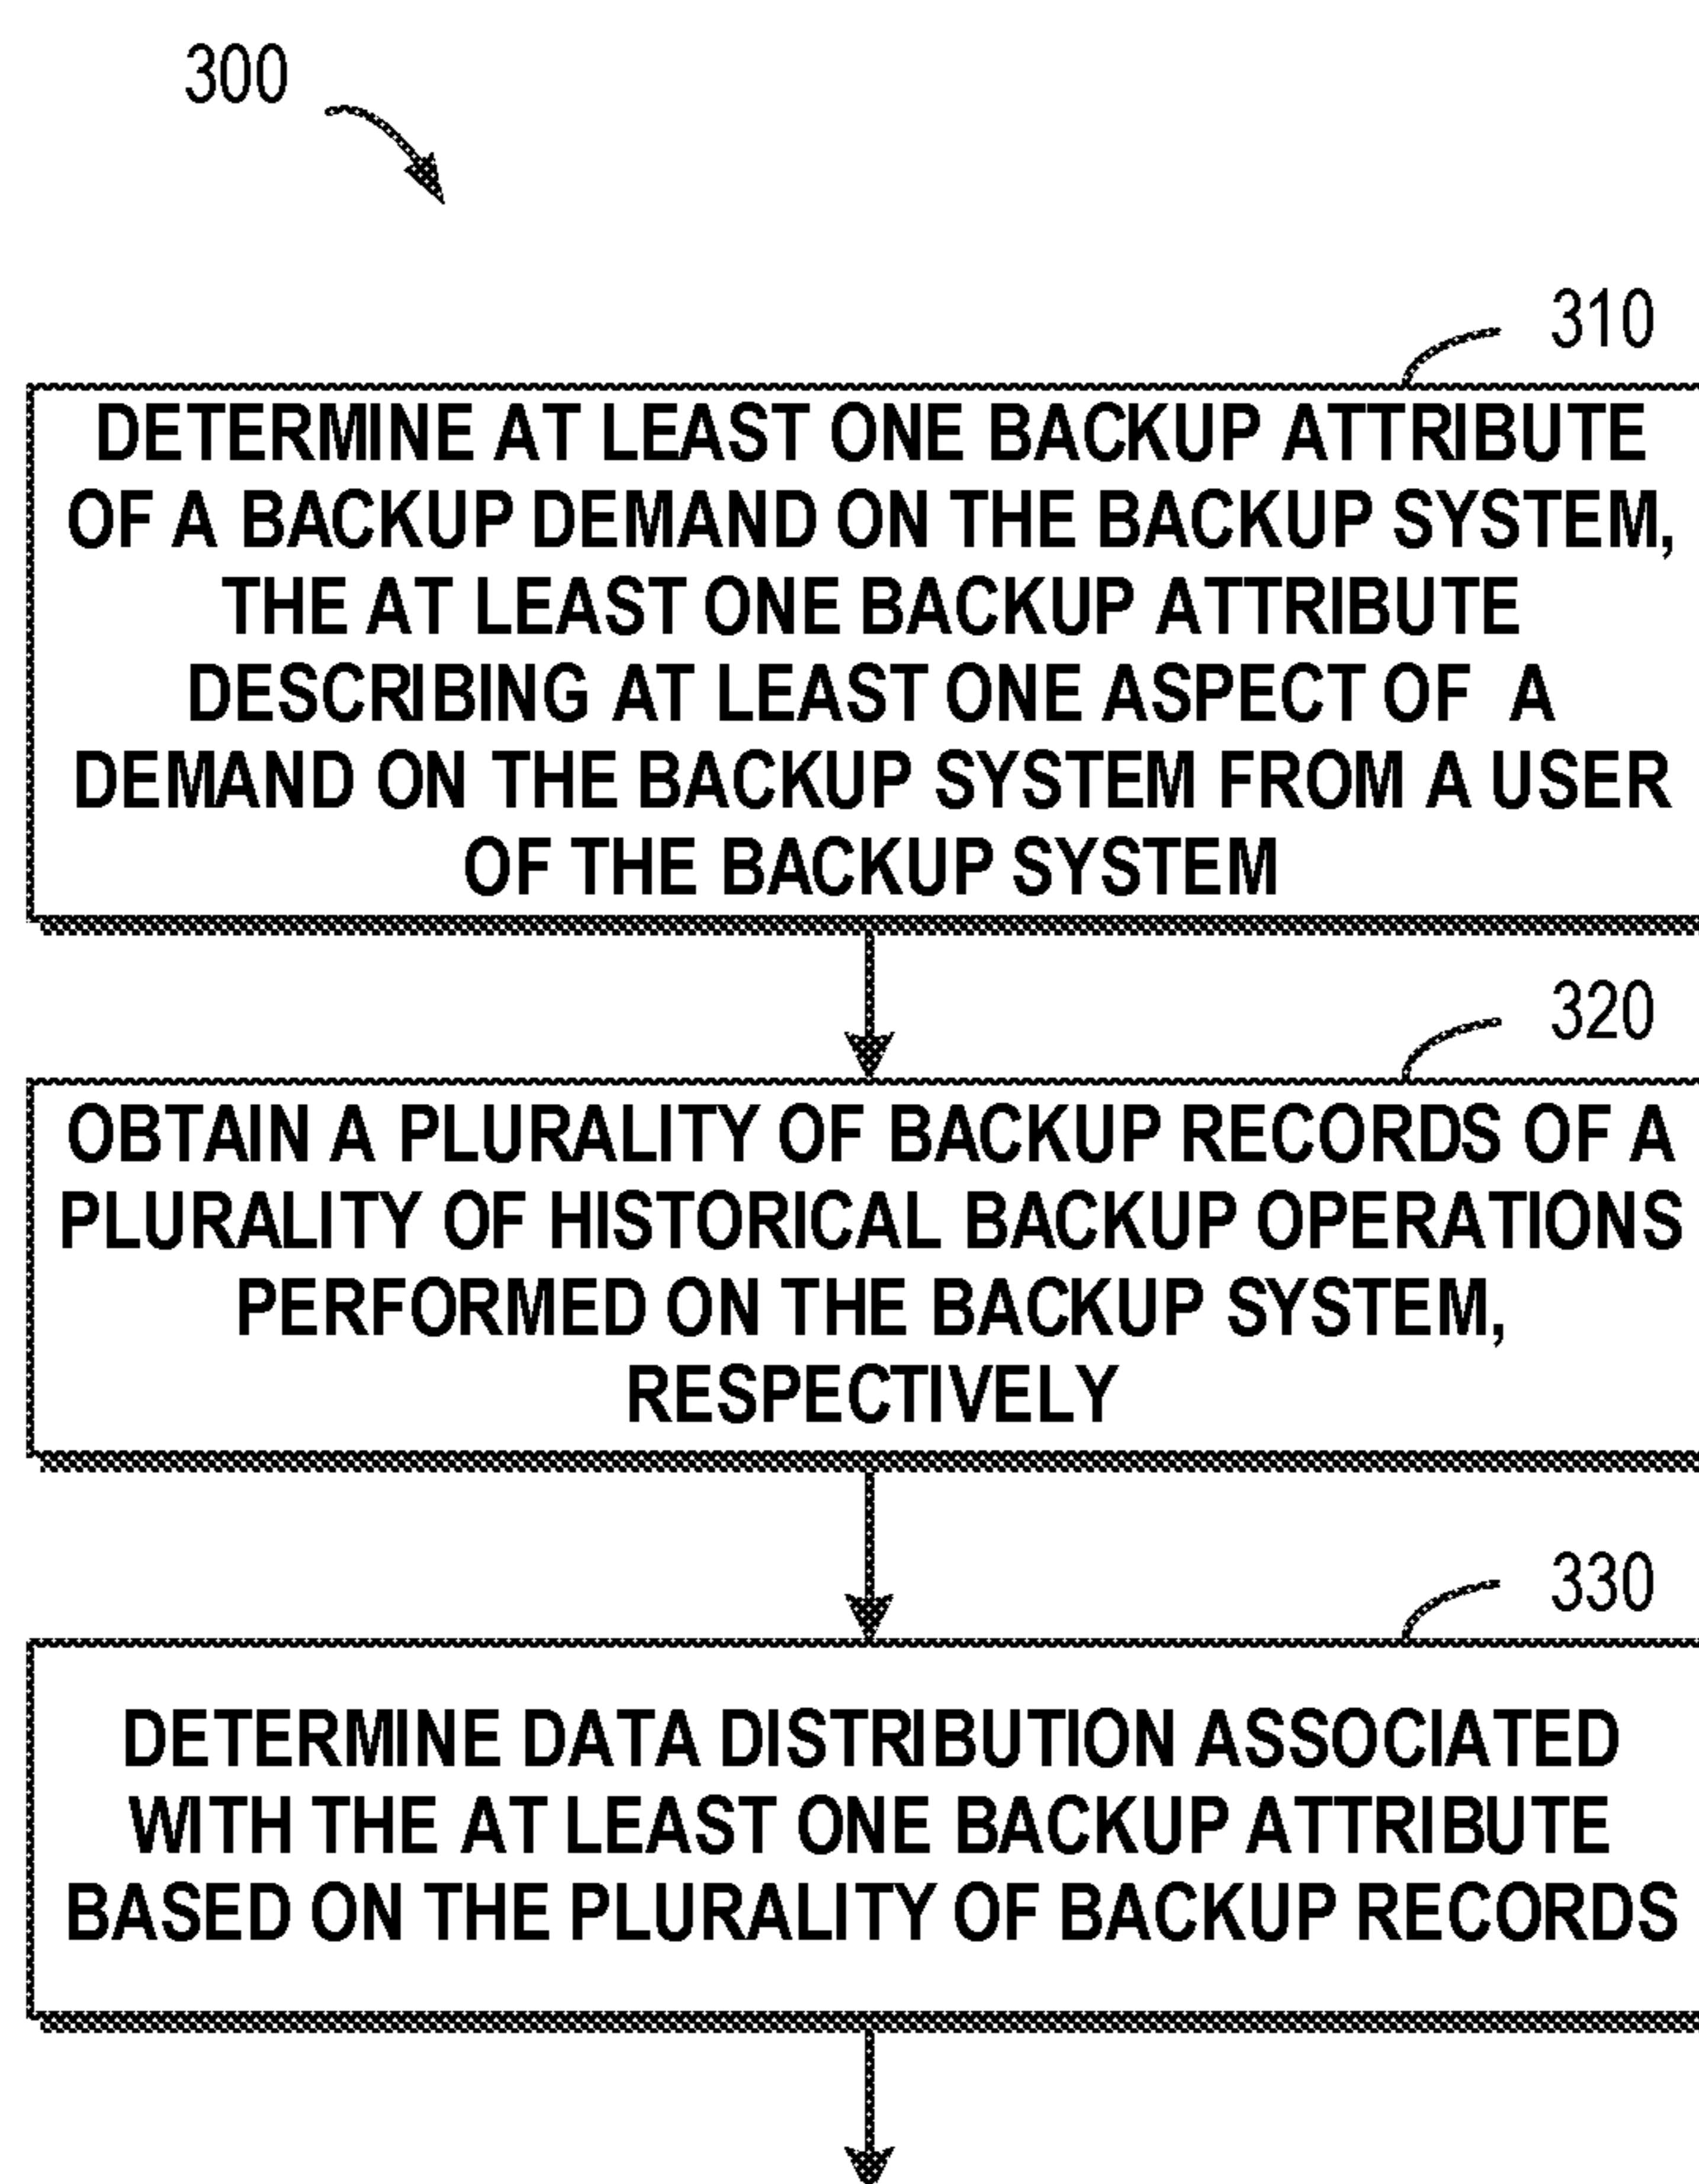 300
310
DETERMINE AT LEAST ONE BACKUP ATTRIBUTE
OF A BACKUP DEMAND ON THE BACKUP SYSTEM,
THE AT LEAST ONE BACKUP ATTRIBUTE
DESCRIBING AT LEAST ONE ASPECT OF A
DEMAND ON THE BACKUP SYSTEM FROM A USER
OF THE BACKUP SYSTEM
320
OBTAIN A PLURALITY OF BACKUP RECORDS OF A
PLURALITY OF HISTORICAL BACKUP OPERATIONS
PERFORMED ON THE BACKUP SYSTEM,
RESPECTIVELY
330
DETERMINE DATA DISTRIBUTION ASSOCIATED
WITH THE AT LEAST ONE BACKUP ATTRIBUTE
BASED ON THE PLURALITY OF BACKUP RECORDS